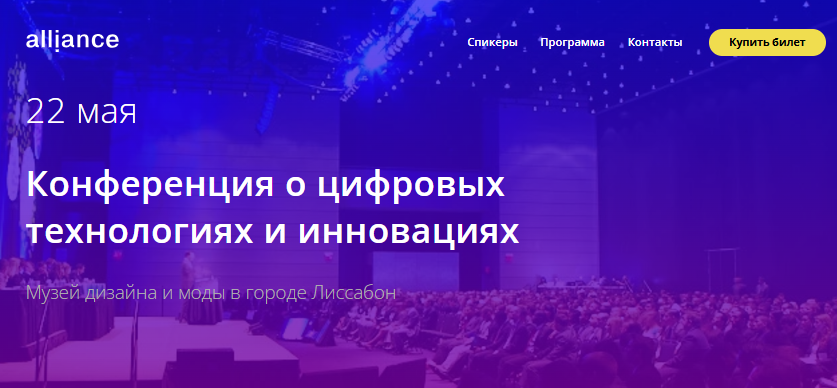 alliance
Спикеры Программа Контакты Купить билет
22 мая
Конференция о цифровых
технологиях и инновациях
Музей дизайна и моды в городе Лиссабон